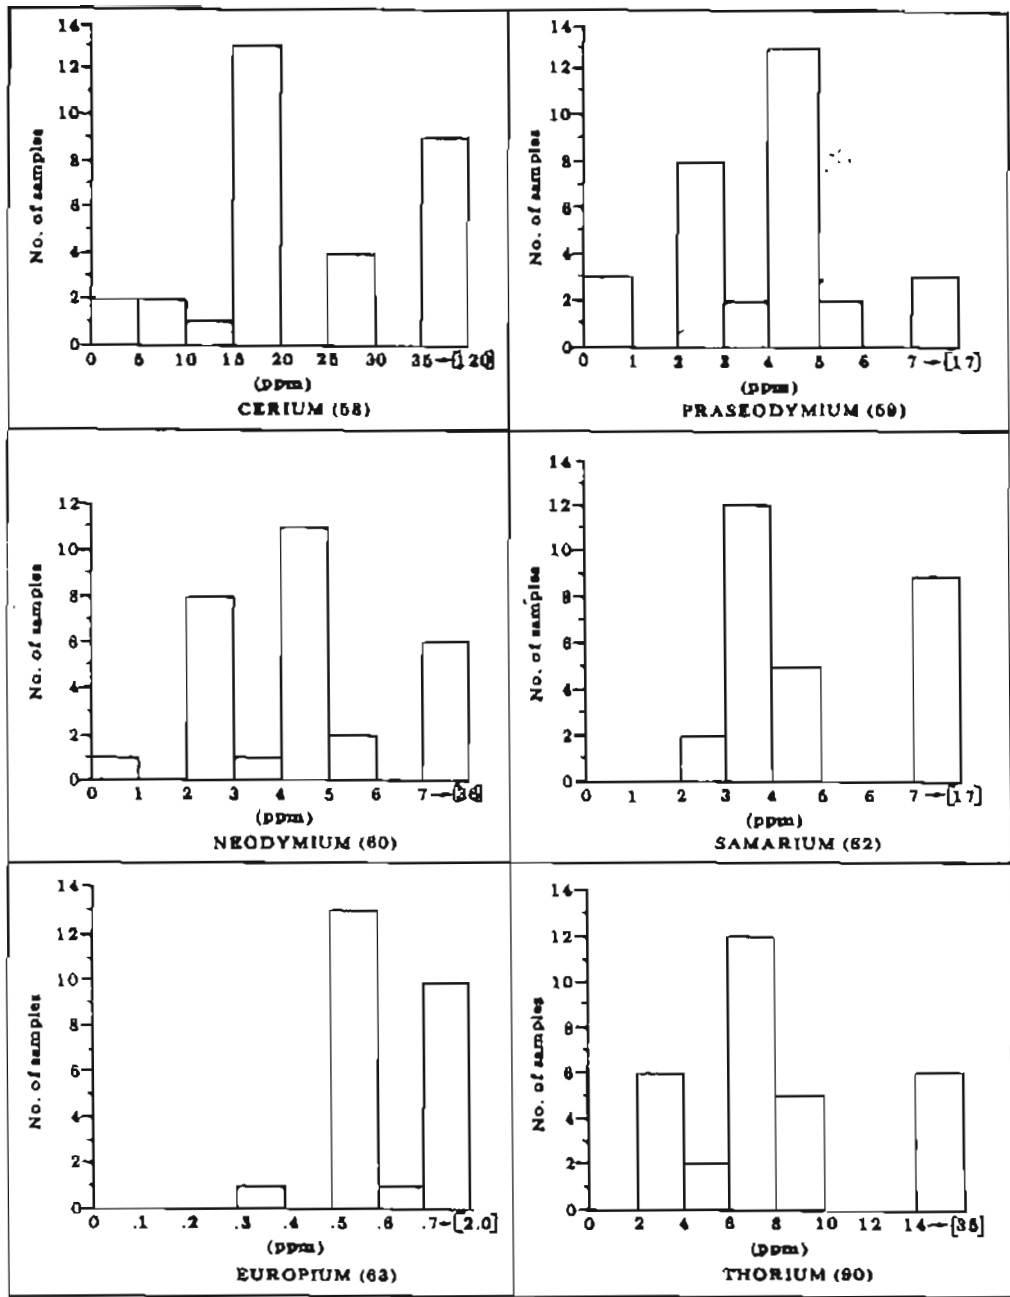 14
12
10
8
6
4
2
0
No. of samples
0 5 10 15 20 25 30 35→[120]
(ppm)
CERIUM (58)
14
12
10
8
6
4
2
0
No. of samples
0 1 2 3 4 5 6 7→[17]
(ppm)
PRASEODYMIUM (59)
12
10
8
6
4
2
0
No. of samples
0 1 2 3 4 5 6 7→[36]
(ppm)
NEODYMIUM (60)
14
12
10
8
6
4
2
0
No. of samples
0 1 2 3 4 5 6 7→[17]
(ppm)
SAMARIUM (62)
14
12
10
8
6
4
2
0
No. of samples
0 .1 .2 .3 .4 .5 .6 .7→[2.0]
(ppm)
EUROPIUM (63)
14
12
10
8
6
4
2
0
No. of samples
0 2 4 6 8 10 12 14→[35]
(ppm)
THORIUM (90)